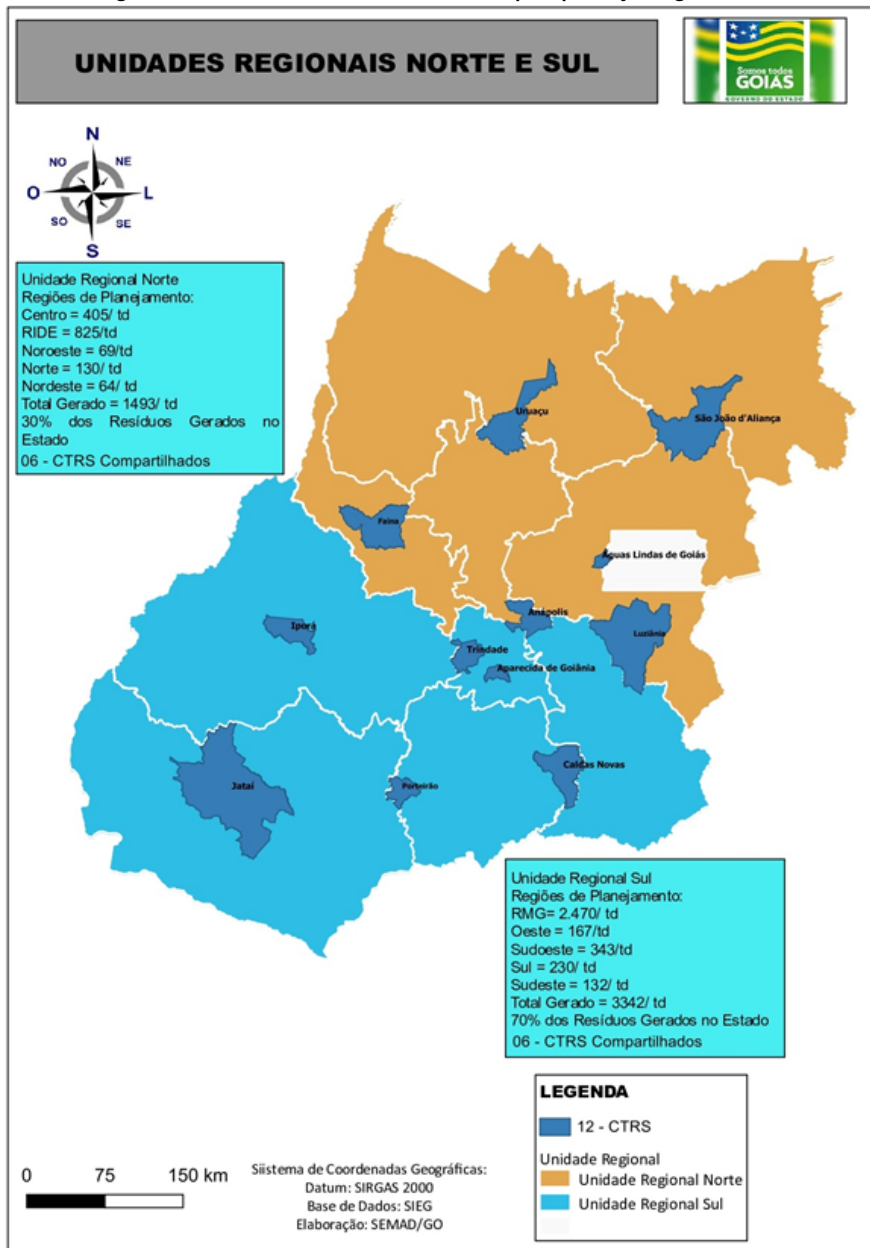 UNIDADES REGIONAIS NORTE E SUL
Somos todos
GOIÁS
GOVERNO DO ESTADO
N
NO
NE
O
L
SO
SE
S
Unidade Regional Norte
Regiões de Planejamento:
Centro = 405/ td
RIDE = 825/td
Noroeste = 69/td
Norte = 130/ td
Nordeste = 64/ td
Total Gerado = 1493/ td
30% dos Resíduos Gerados no
Estado
06 - CTRS Compartilhados
Uruaçu
São João d'Aliança
Faina
Águas Lindas de Goiás
Anápolis
Iporá
Luziânia
Trindade
Aparecida de Goiânia
Caldas Novas
Jataí
Porteirão
Unidade Regional Sul
Regiões de Planejamento:
RMG= 2.470/ td
Oeste = 167/td
Sudoeste = 343/td
Sul = 230/ td
Sudeste = 132/ td
Total Gerado = 3342/ td
70% dos Resíduos Gerados no Estado
06 - CTRS Compartilhados
LEGENDA
12 - CTRS
Unidade Regional
Unidade Regional Norte
Unidade Regional Sul
0 75 150 km
Siistema de Coordenadas Geográficas:
Datum: SIRGAS 2000
Base de Dados: SIEG
Elaboração: SEMAD/GO